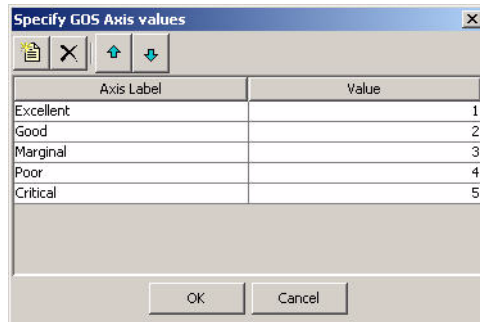 Specify GOS Axis values
Axis Label Value
Excellent 1
Good 2
Marginal 3
Poor 4
Critical 5
OK Cancel